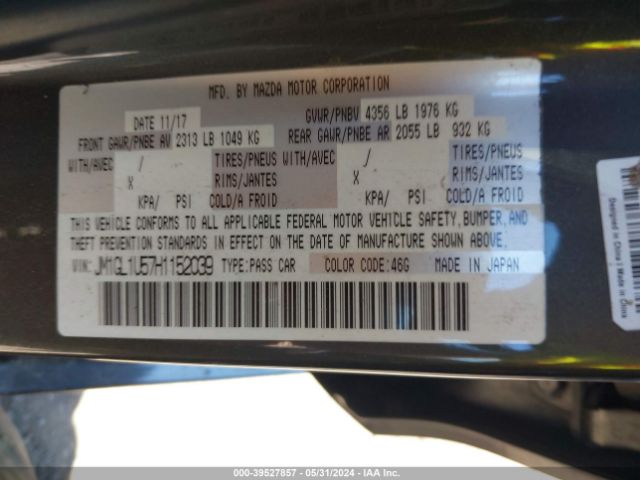 MFD. BY MAZDA MOTOR CORPORATION
DATE 11/17 GVWR/PNBV 4356 LB 1976 KG
FRONT GAWR/PNBE AV 2313 LB 1049 KG REAR GAWR/PNBE AR 2055 LB 932 KG
WITH/AVEC / TIRES/PNEUS WITH/AVEC / TIRES/PNEUS
X RIMS/JANTES X RIMS/JANTES
KPA/ PSI COLD/A FROID KPA/ PSI COLD/A FROID
THIS VEHICLE CONFORMS TO ALL APPLICABLE FEDERAL MOTOR VEHICLE SAFETY, BUMPER, AND
THEFT PREVENTION STANDARDS IN EFFECT ON THE DATE OF MANUFACTURE SHOWN ABOVE.
VIN: JM1GL1U57H1152039 TYPE: PASS CAR COLOR CODE: 46G MADE IN JAPAN
Made in China
000-39527857 - 05/31/2024 - IAA Inc.